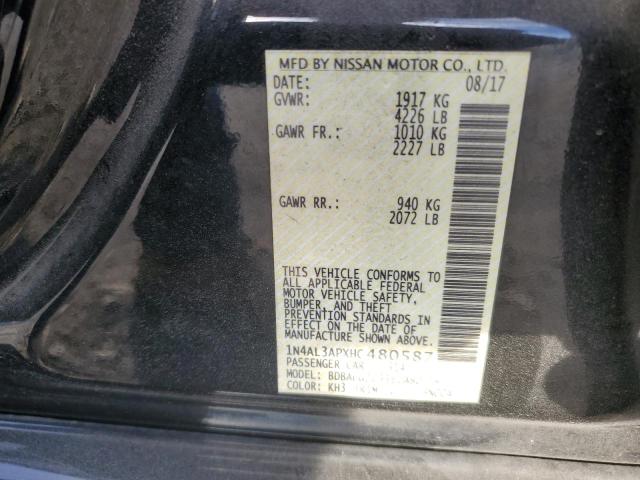 MFD BY NISSAN MOTOR CO., LTD.
DATE: 08/17
GVWR: 1917 KG
4226 LB
GAWR FR.: 1010 KG
2227 LB
GAWR RR.: 940 KG
2072 LB
THIS VEHICLE CONFORMS TO
ALL APPLICABLE FEDERAL
MOTOR VEHICLE SAFETY,
BUMPER, AND THEFT
PREVENTION STANDARDS IN
EFFECT ON THE DATE OF
MANUFACTURE SHOWN ABOVE.
1N4AL3APXHC480587
PASSENGER CAR
MODEL:
COLOR: KH3